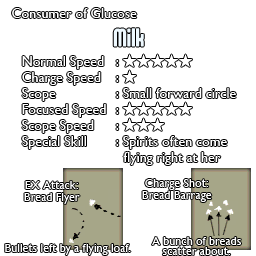 Consumer of Glucose
Milk
Normal Speed : ☆☆☆☆☆
Charge Speed : ☆
Scope : Small forward circle
Focused Speed : ☆☆☆☆☆
Scope Speed : ☆☆☆
Special Skill : Spirits often come
flying right at her
EX Attack:
Bread Flyer
Bullets left by a flying loaf.
Charge Shot:
Bread Barrage
A bunch of breads
scatter about.